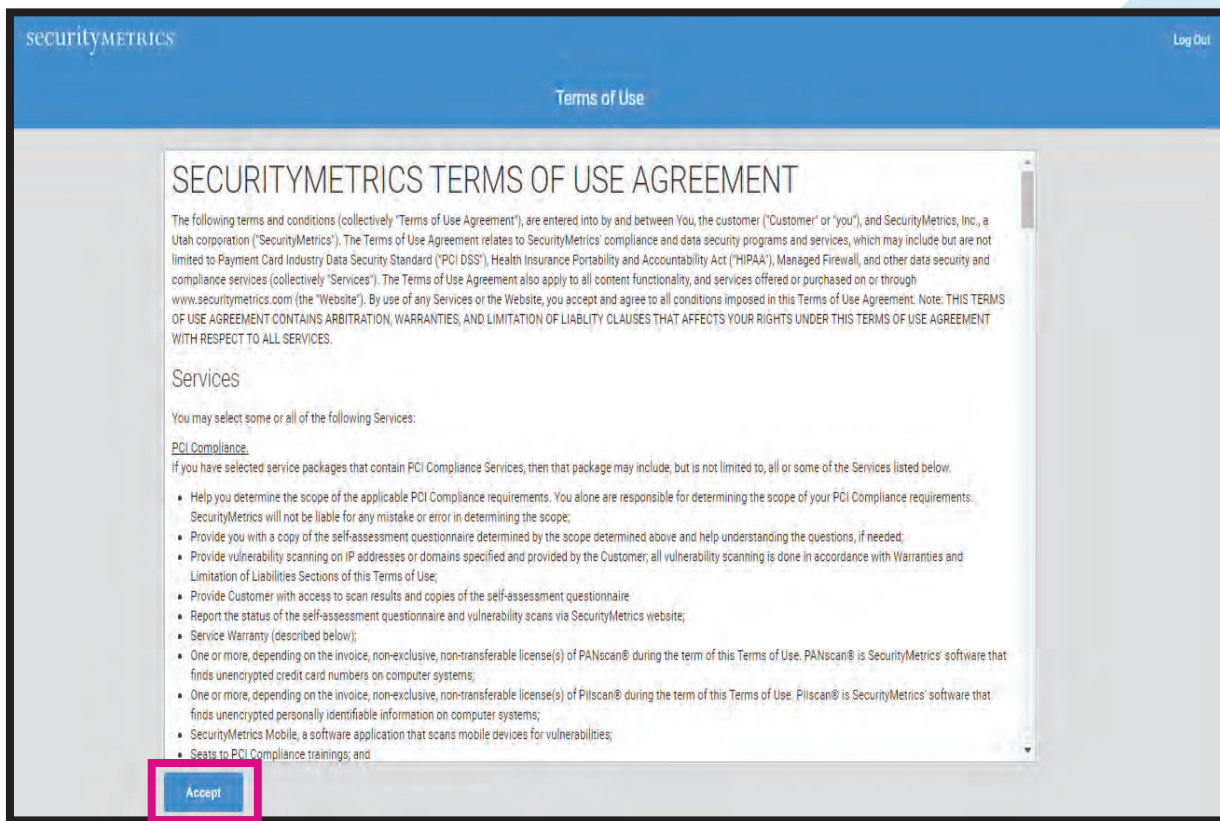 securityMETRICS
Log Out
Terms of Use
SECURITYMETRICS TERMS OF USE AGREEMENT
The following terms and conditions (collectively "Terms of Use Agreement"), are entered into by and between You, the customer ("Customer" or "you"), and SecurityMetrics, Inc., a
Utah corporation ("SecurityMetrics"). The Terms of Use Agreement relates to SecurityMetrics' compliance and data security programs and services, which may include but are not
limited to Payment Card Industry Data Security Standard ("PCI DSS"), Health Insurance Portability and Accountability Act ("HIPAA"), Managed Firewall, and other data security and
compliance services (collectively "Services"). The Terms of Use Agreement also apply to all content functionality, and services offered or purchased on or through
www.securitymetrics.com (the "Website"). By use of any Services or the Website, you accept and agree to all conditions imposed in this Terms of Use Agreement. Note: THIS TERMS
OF USE AGREEMENT CONTAINS ARBITRATION, WARRANTIES, AND LIMITATION OF LIABLITY CLAUSES THAT AFFECTS YOUR RIGHTS UNDER THIS TERMS OF USE AGREEMENT
WITH RESPECT TO ALL SERVICES.
Services
You may select some or all of the following Services:
PCI Compliance.
If you have selected service packages that contain PCI Compliance Services, then that package may include, but is not limited to, all or some of the Services listed below.
• Help you determine the scope of the applicable PCI Compliance requirements. You alone are responsible for determining the scope of your PCI Compliance requirements.
SecurityMetrics will not be liable for any mistake or error in determining the scope;
• Provide you with a copy of the self-assessment questionnaire determined by the scope determined above and help understanding the questions, if needed;
• Provide vulnerability scanning on IP addresses or domains specified and provided by the Customer; all vulnerability scanning is done in accordance with Warranties and
Limitation of Liabilities Sections of this Terms of Use;
• Provide Customer with access to scan results and copies of the self-assessment questionnaire
• Report the status of the self-assessment questionnaire and vulnerability scans via SecurityMetrics website;
• Service Warranty (described below);
• One or more, depending on the invoice, non-exclusive, non-transferable license(s) of PANscan® during the term of this Terms of Use. PANscan® is SecurityMetrics' software that
finds unencrypted credit card numbers on computer systems;
• One or more, depending on the invoice, non-exclusive, non-transferable license(s) of PIIscan® during the term of this Terms of Use. PIIscan® is SecurityMetrics' software that
finds unencrypted personally identifiable information on computer systems;
• SecurityMetrics Mobile, a software application that scans mobile devices for vulnerabilities;
• Seats to PCI Compliance trainings; and
Accept